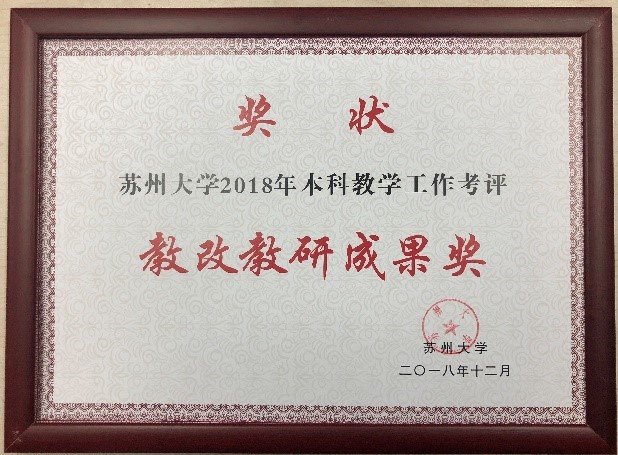 奖 状
苏州大学2018年本科教学工作考评
教改教研成果奖
苏州大学
二〇一八年十二月